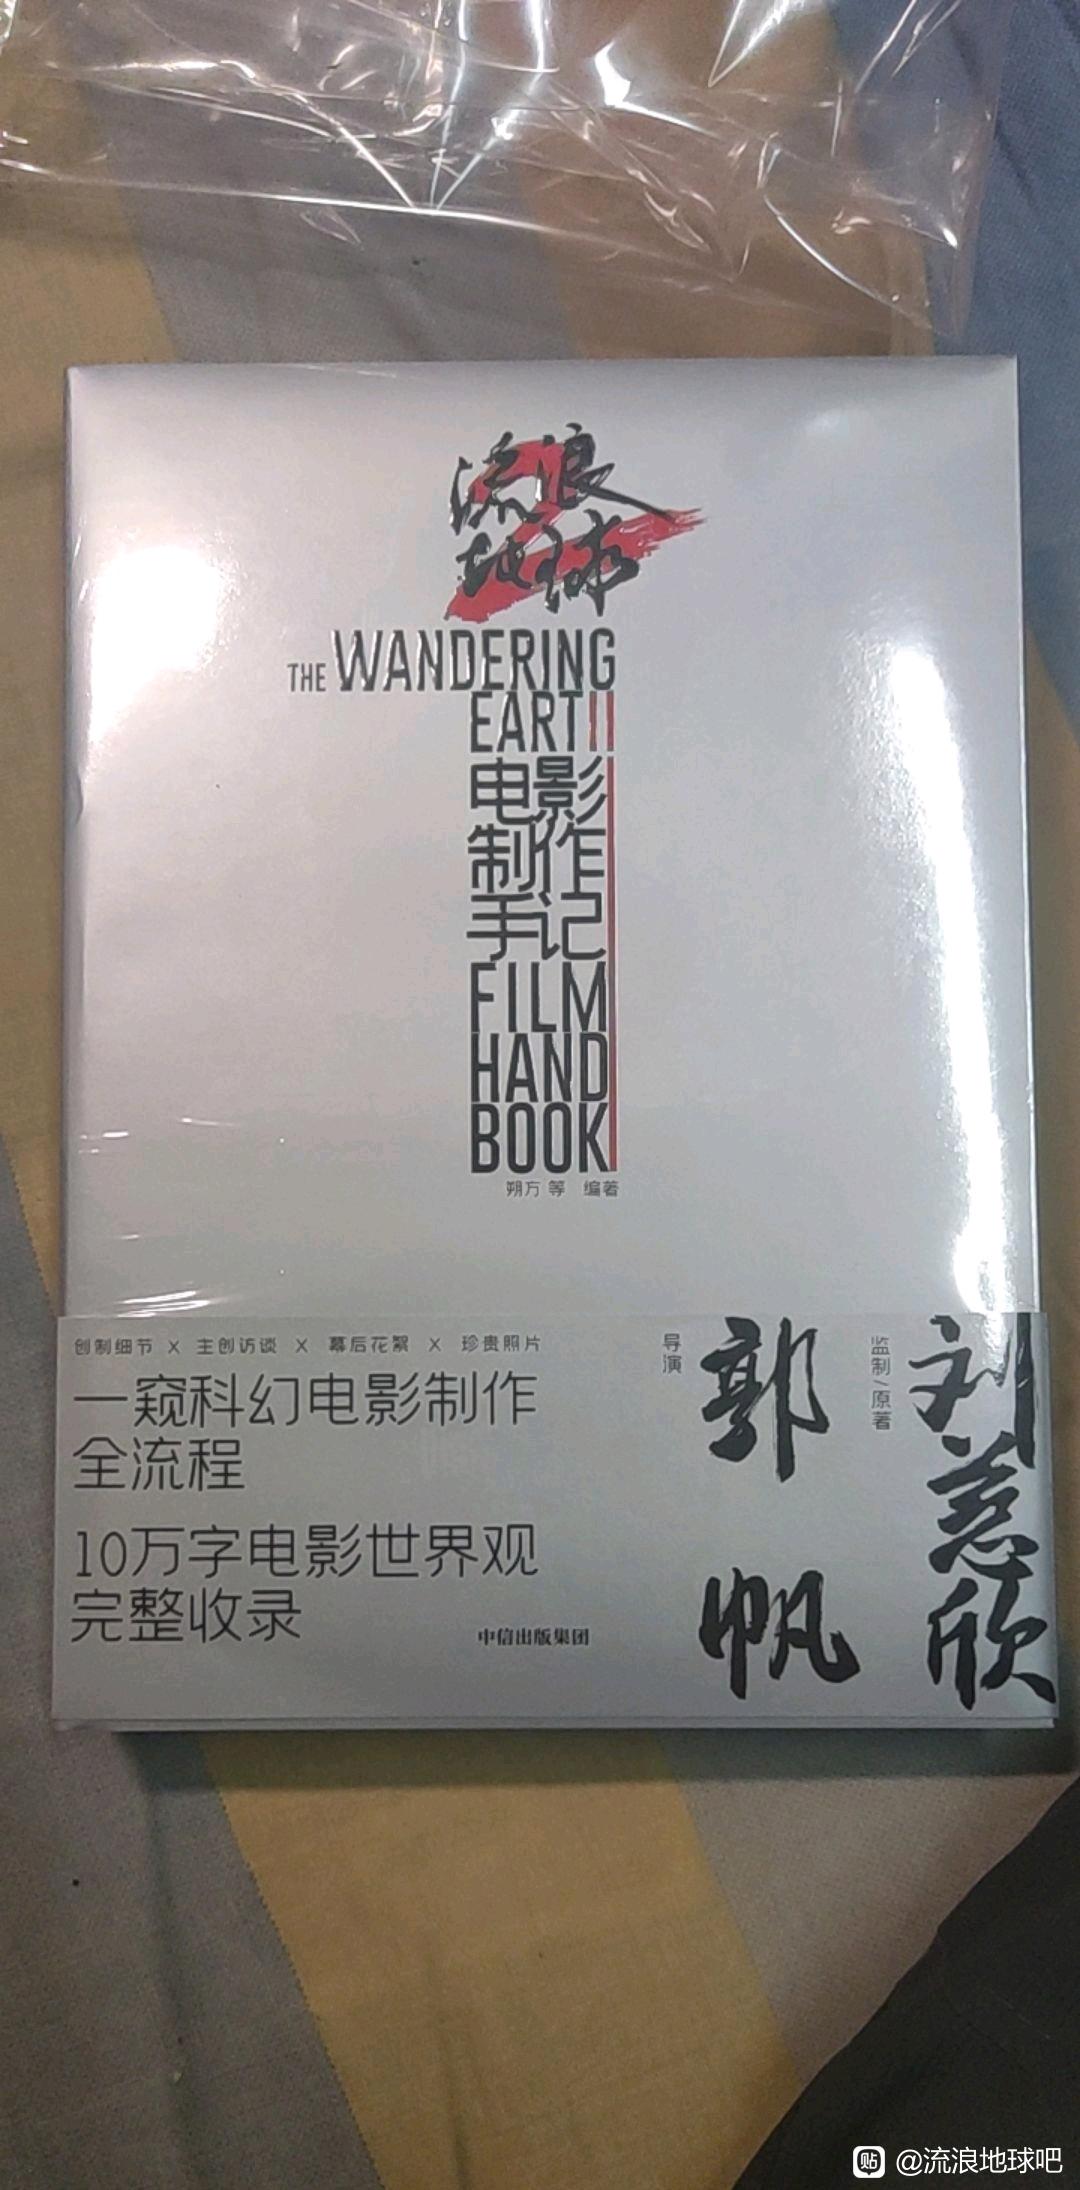 流浪
地球
THE WANDERING
EARTII
电影
制作
手记
FILM
HAND
BOOK
朔方 等 编著
创制细节 x 主创访谈 x 幕后花絮 x 珍贵照片
一窥科幻电影制作
全流程
10万字电影世界观
完整收录
中信出版集团
导演
郭帆
监制/原著
刘慈欣
贴 @流浪地球吧